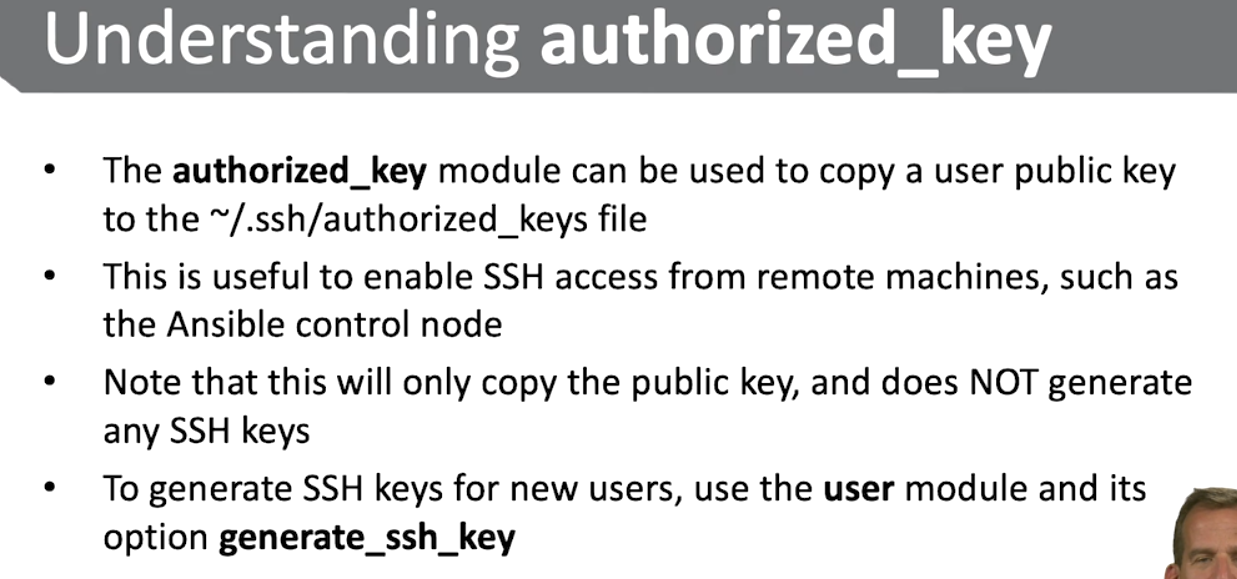 Understanding authorized_key
• The authorized_key module can be used to copy a user public key
to the ~/.ssh/authorized_keys file
• This is useful to enable SSH access from remote machines, such as
the Ansible control node
• Note that this will only copy the public key, and does NOT generate
any SSH keys
• To generate SSH keys for new users, use the user module and its
option generate_ssh_key